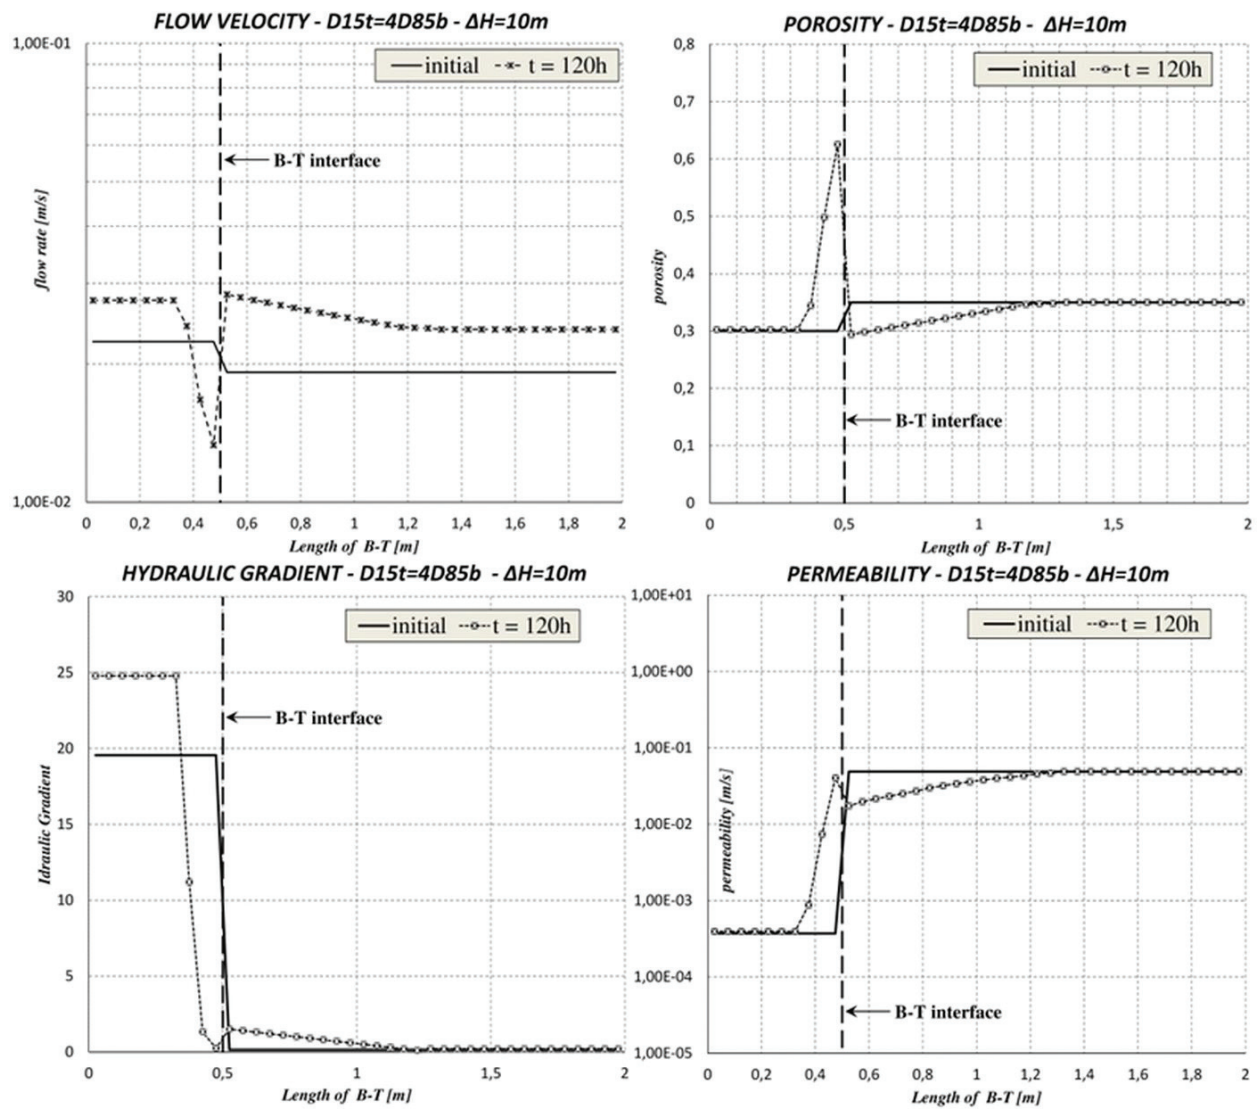 FLOW VELOCITY - D15t=4D85b - ΔH=10m
1,00E-01
initial t = 120h
B-T interface
flow rate [m/s]
1,00E-02
0 0,2 0,4 0,6 0,8 1 1,2 1,4 1,6 1,8 2
Length of B-T [m]
POROSITY - D15t=4D85b - ΔH=10m
0,8
initial t = 120h
0,7
0,6
0,5
porosity
0,4
0,3
0,2
B-T interface
0,1
0
0 0,5 1 1,5 2
Length of B-T [m]
HYDRAULIC GRADIENT - D15t=4D85b - ΔH=10m
30
initial t = 120h
25
B-T interface
20
15
Idraulic Gradient
10
5
0
0 0,5 1 1,5 2
Length of B-T [m]
PERMEABILITY - D15t=4D85b - ΔH=10m
1,00E+01
initial t = 120h
1,00E+00
1,00E-01
permeability [m/s]
1,00E-02
1,00E-03
1,00E-04
B-T interface
1,00E-05
0 0,2 0,4 0,6 0,8 1 1,2 1,4 1,6 1,8 2
Length of B-T [m]